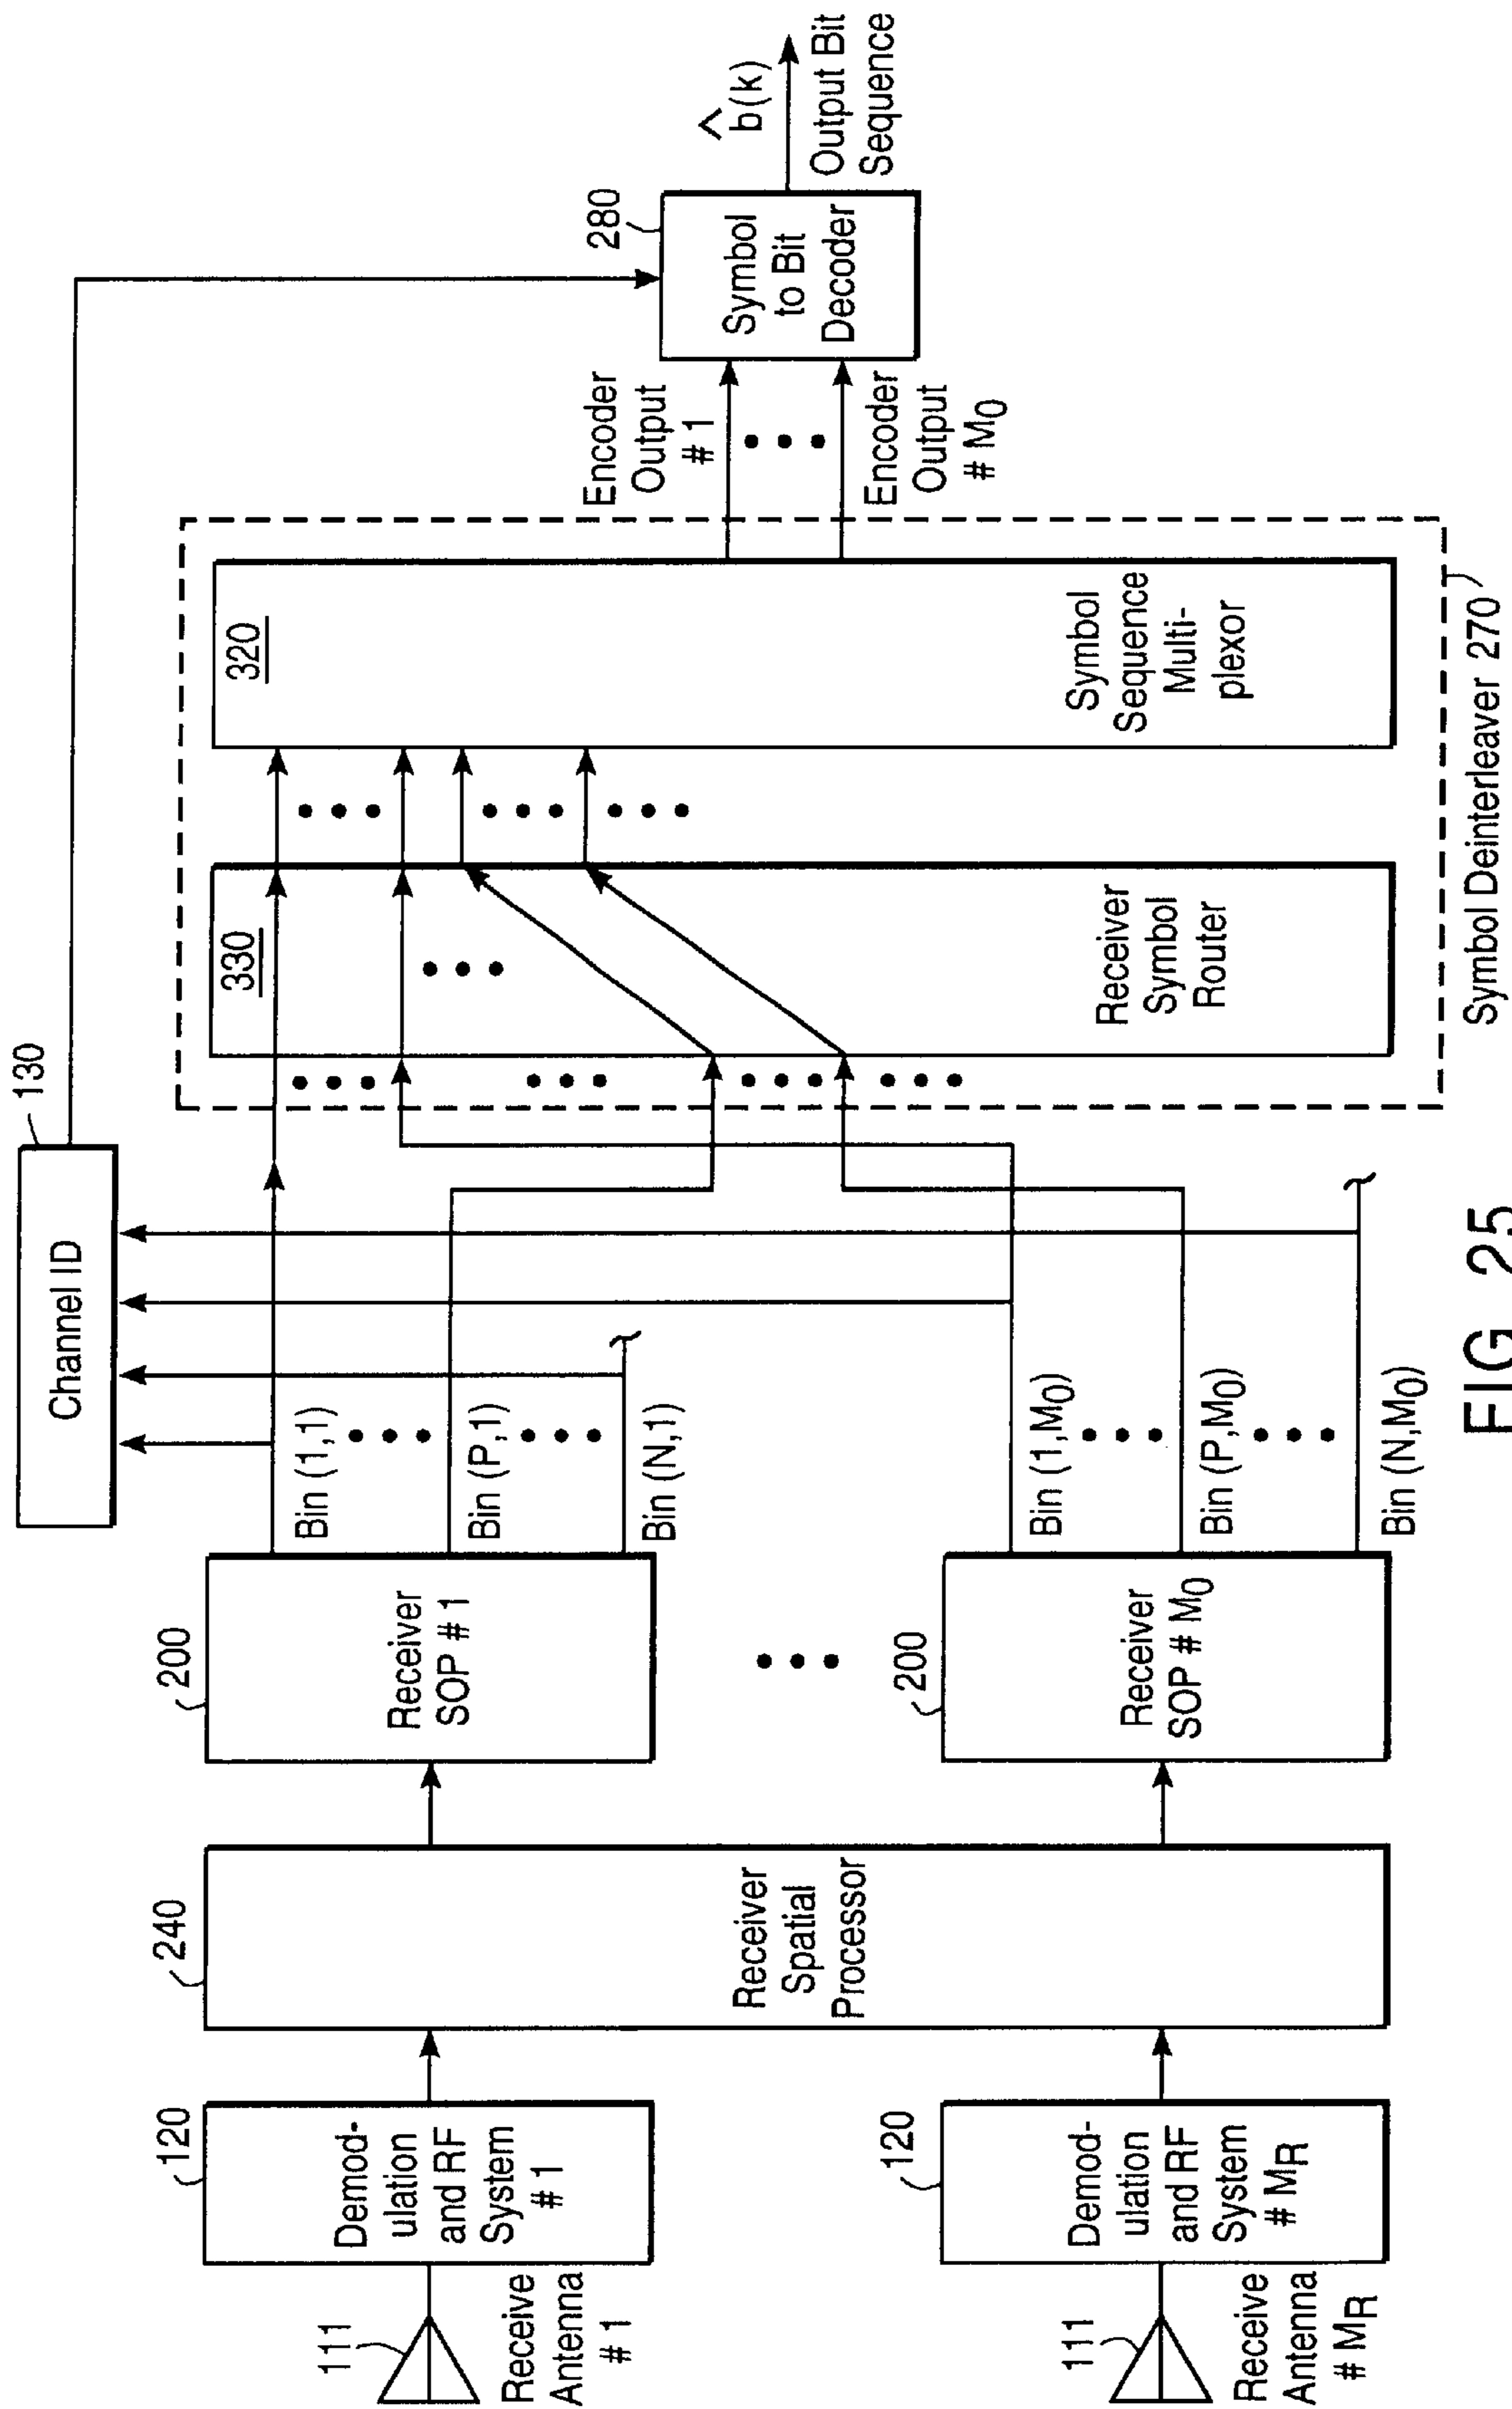 111
Receive
Antenna
# 1
120
Demod-
ulation
and RF
System
# 1
111
Receive
Antenna
# MR
120
Demod-
ulation
and RF
System
# MR
240
Receiver
Spatial
Processor
200
Receiver
SOP # 1
200
Receiver
SOP # M0
Bin (1,1)
Bin (P,1)
Bin (N,1)
Bin (1,M0)
Bin (P,M0)
Bin (N,M0)
Channel ID
130
330
Receiver
Symbol
Router
320
Symbol
Sequence
Multi-
plexor
Symbol Deinterleaver 270
Encoder
Output
# 1
Encoder
Output
# M0
280
Symbol
to Bit
Decoder
^
b(k)
Output Bit
Sequence
FIG. 25